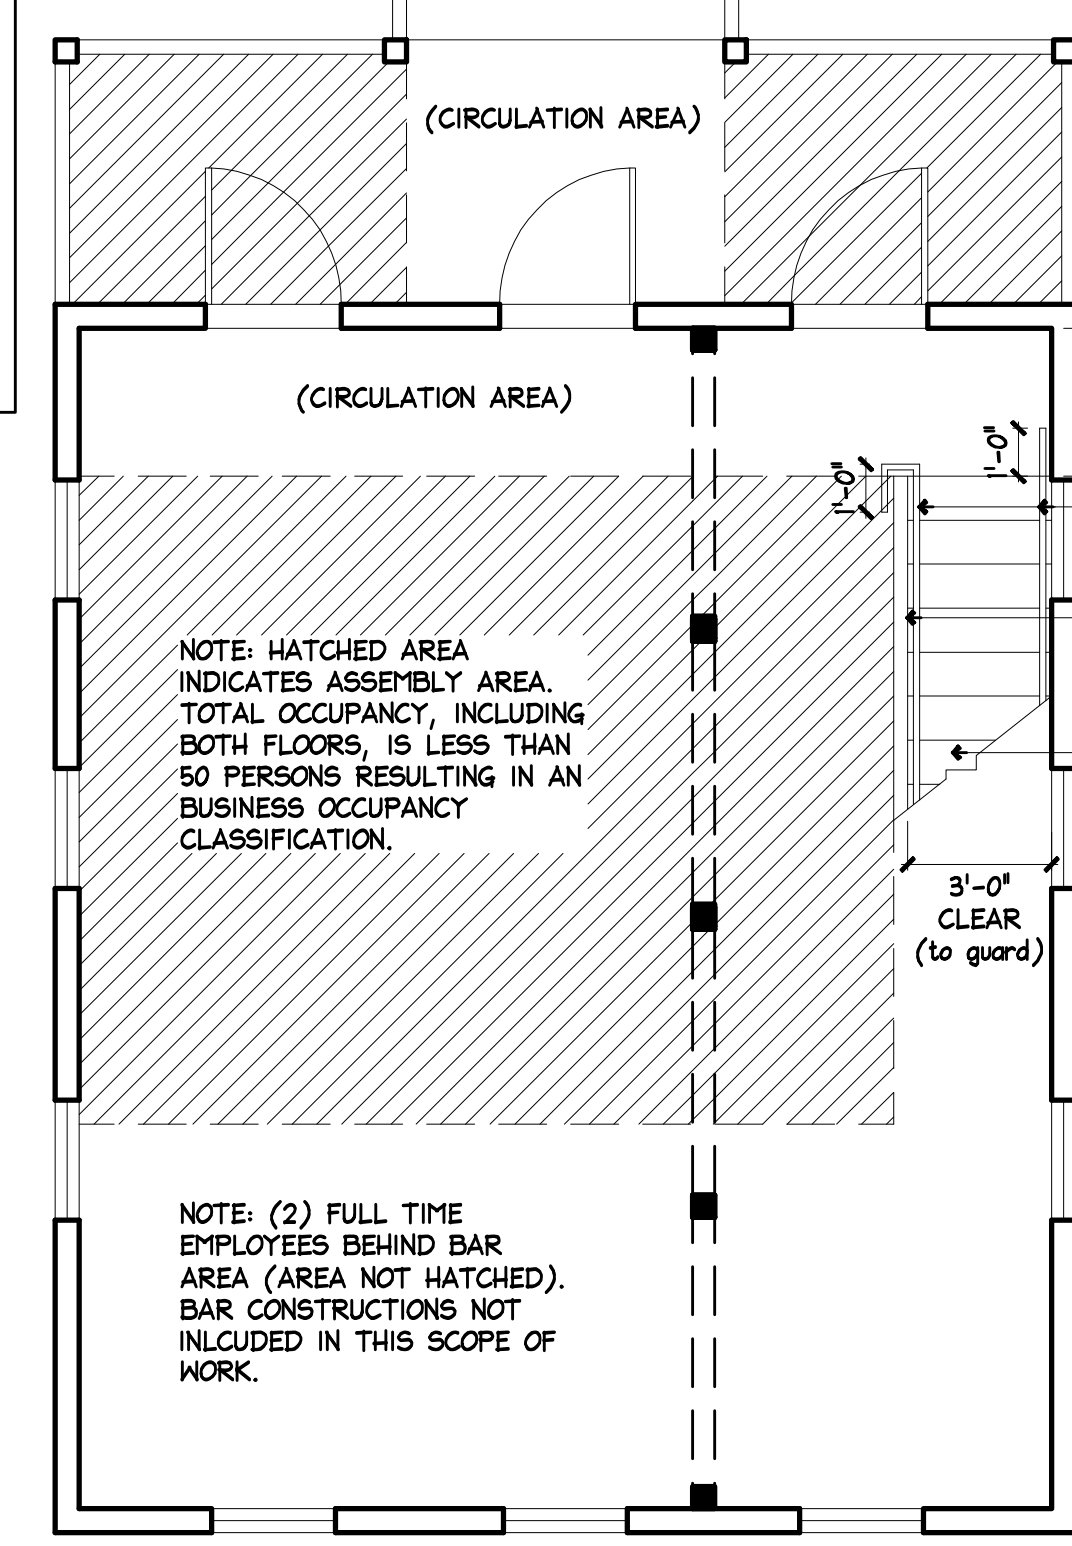 (CIRCULATION AREA)
(CIRCULATION AREA)
1'-0"
1'-0"
NOTE: HATCHED AREA
INDICATES ASSEMBLY AREA.
TOTAL OCCUPANCY, INCLUDING
BOTH FLOORS, IS LESS THAN
50 PERSONS RESULTING IN AN
BUSINESS OCCUPANCY
CLASSIFICATION.
3'-0"
CLEAR
(to guard)
NOTE: (2) FULL TIME
EMPLOYEES BEHIND BAR
AREA (AREA NOT HATCHED).
BAR CONSTRUCTIONS NOT
INLCUDED IN THIS SCOPE OF
WORK.